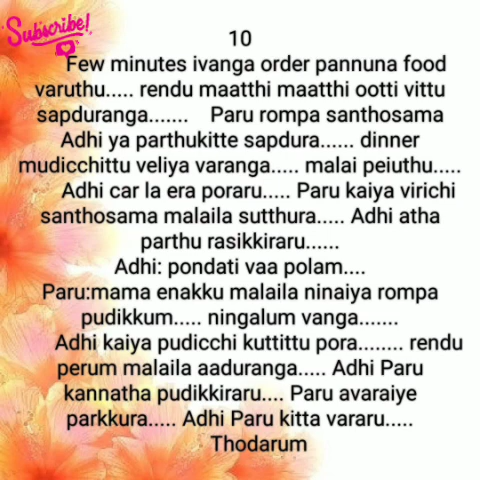 Subscribe!
10
Few minutes ivanga order pannuna food
varuthu..... rendu maatthi maatthi ootti vittu
sapduranga....... Paru rompa santhosama
Adhi ya parthukitte sapdura...... dinner
mudicchittu veliya varanga..... malai peiuthu.....
Adhi car la era poraru..... Paru kaiya virichi
santhosama malaila sutthura..... Adhi atha
parthu rasikkiraru......
Adhi: pondati vaa polam....
Paru:mama enakku malaila ninaiya rompa
pudikkum..... ningalum vanga.......
Adhi kaiya pudicchi kuttittu pora........ rendu
perum malaila aaduranga..... Adhi Paru
kannatha pudikkiraru.... Paru avaraiye
parkkura..... Adhi Paru kitta vararu.....
Thodarum